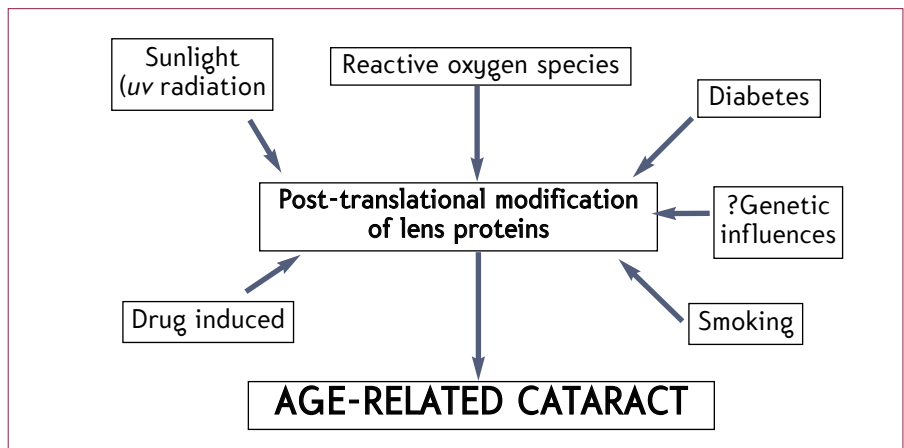 Sunlight
(uv radiation
Reactive oxygen species
Diabetes
Post-translational modification
of lens proteins
?Genetic
influences
Drug induced
Smoking
AGE-RELATED CATARACT